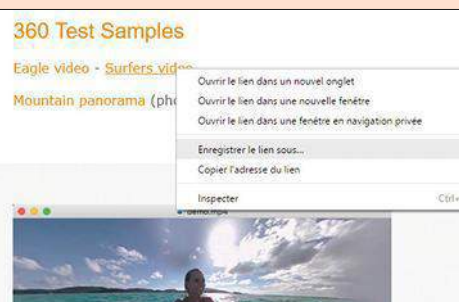 360 Test Samples
Eagle video - Surfers video
Mountain panorama (pho
Ouvrir le lien dans un nouvel onglet
Ouvrir le lien dans une nouvelle fenêtre
Ouvrir le lien dans une fenêtre en navigation privée
Enregistrer le lien sous...
Copier l'adresse du lien
Inspecter Ctrl+
demo.mp4